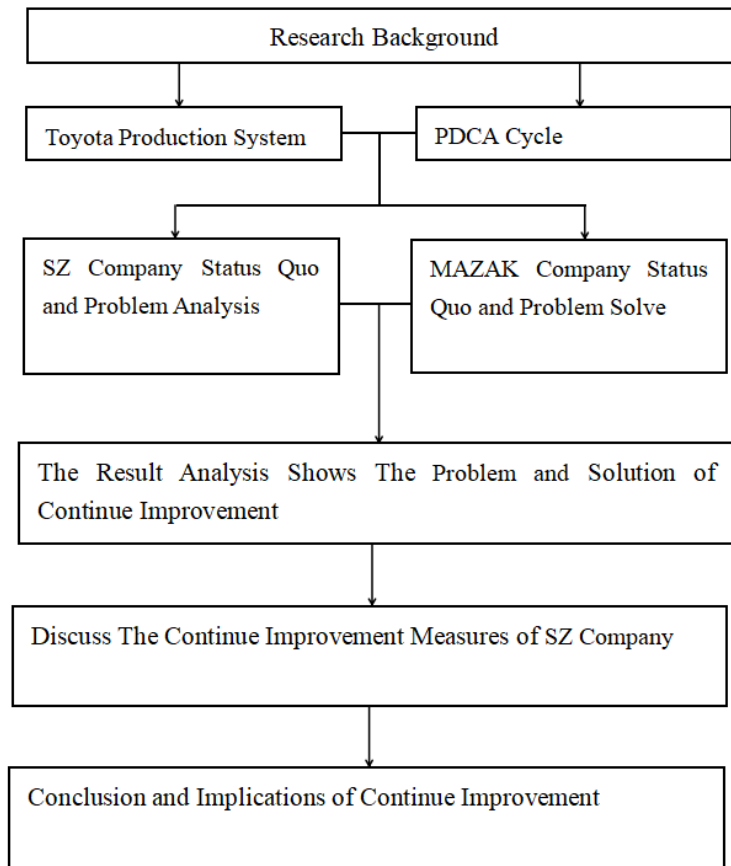 Research Background
Toyota Production System
PDCA Cycle
SZ Company Status Quo
and Problem Analysis
MAZAK Company Status
Quo and Problem Solve
The Result Analysis Shows The Problem and Solution of
Continue Improvement
Discuss The Continue Improvement Measures of SZ Company
Conclusion and Implications of Continue Improvement